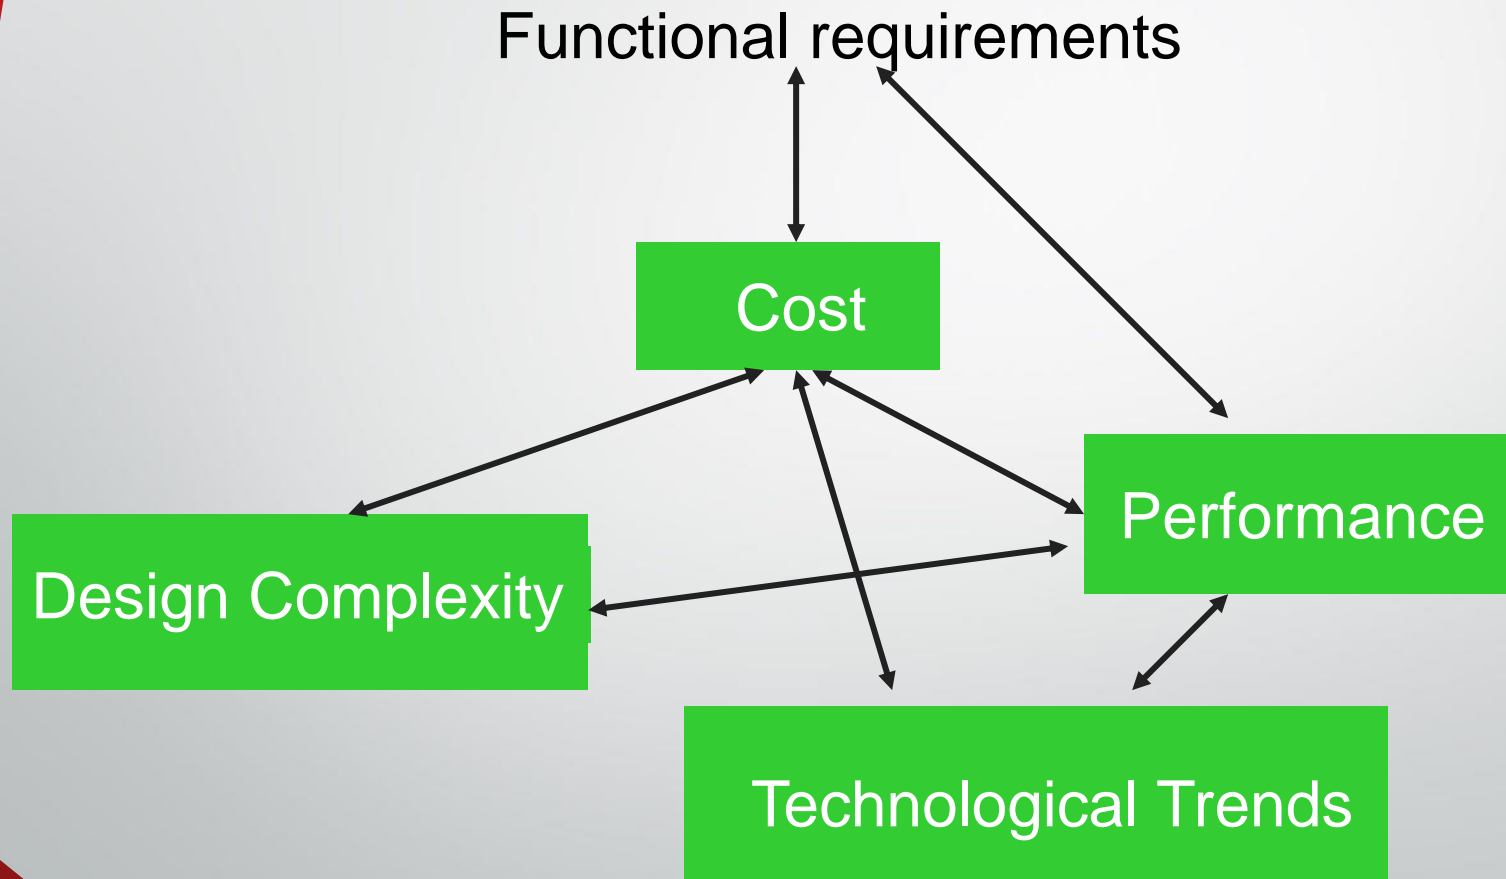 Functional requirements
Cost
Performance
Design Complexity
Technological Trends